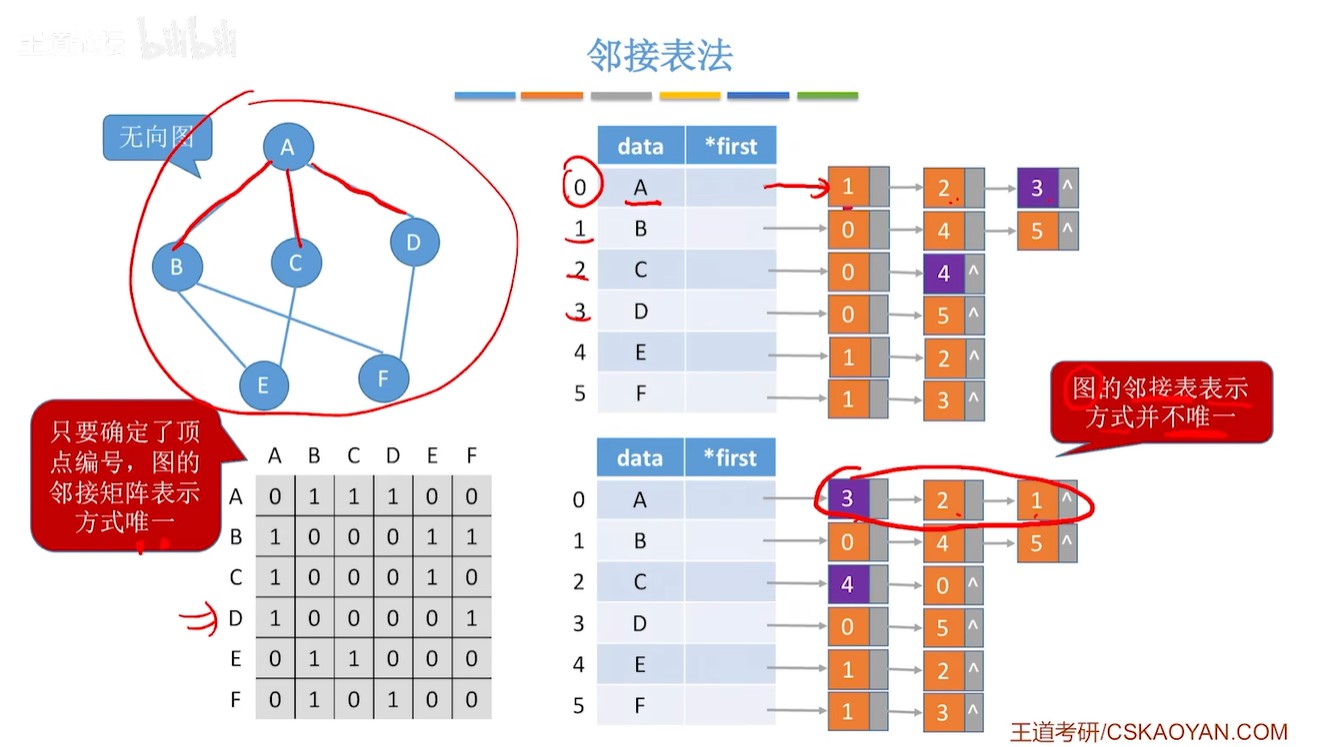 bilibili
邻接表法
无向图
A
B
C
D
E
F
data *first
0 A 1 2 3 ^
1 B 0 4 5 ^
2 C 0 4 ^
3 D 0 5 ^
4 E 1 2 ^
5 F 1 3 ^
图的邻接表表示
方式并不唯一
只要确定了顶
点编号，图的
邻接矩阵表示
方式唯一
A B C D E F
A 0 1 1 1 0 0
B 1 0 0 0 1 1
C 1 0 0 0 1 0
D 1 0 0 0 0 1
E 0 1 1 0 0 0
F 0 1 0 1 0 0
data *first
0 A 3 2 1 ^
1 B 0 4 5 ^
2 C 4 0 ^
3 D 0 5 ^
4 E 1 2 ^
5 F 1 3 ^
王道考研/CSKAOYAN.COM